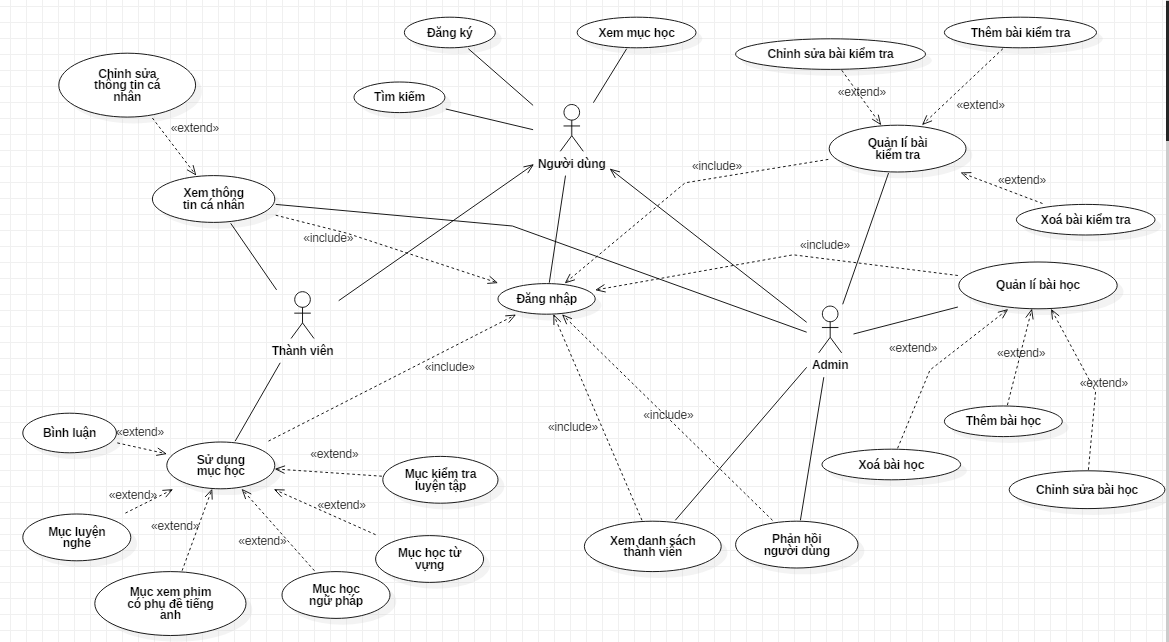 Đăng ký
Xem mục học
Thêm bài kiểm tra
Chỉnh sửa bài kiểm tra
Chỉnh sửa
thông tin cá
nhân
Tìm kiếm
«extend»
«extend»
«extend»
Quản lí bài
kiểm tra
Người dùng
«include»
«extend»
Xem thông
tin cá nhân
Xoá bài kiểm tra
«include»
«include»
Quản lí bài học
Đăng nhập
Thành viên
Admin
«extend»
«extend»
«include»
«extend»
«include»
«include»
Thêm bài học
Bình luận
«extend»
Sử dụng
mục học
«extend»
Xoá bài học
Mục kiểm tra
luyện tập
Chỉnh sửa bài học
«extend»
«extend»
«extend»
«extend»
Mục luyện
nghe
Xem danh sách
thành viên
Phản hồi
người dùng
Mục học từ
vựng
Mục xem phim
có phụ đề tiếng
anh
Mục học
ngữ pháp